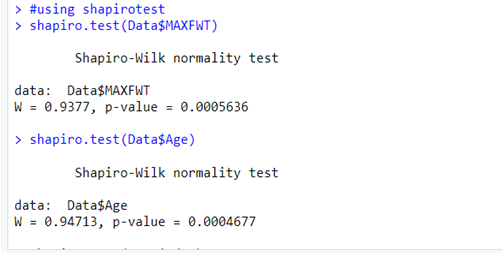 > #using shapirotest
> shapiro.test(Data$MAXFWT)
Shapiro-Wilk normality test
data:  Data$MAXFWT
W = 0.9377, p-value = 0.0005636
> shapiro.test(Data$Age)
Shapiro-Wilk normality test
data:  Data$Age
W = 0.94713, p-value = 0.0004677